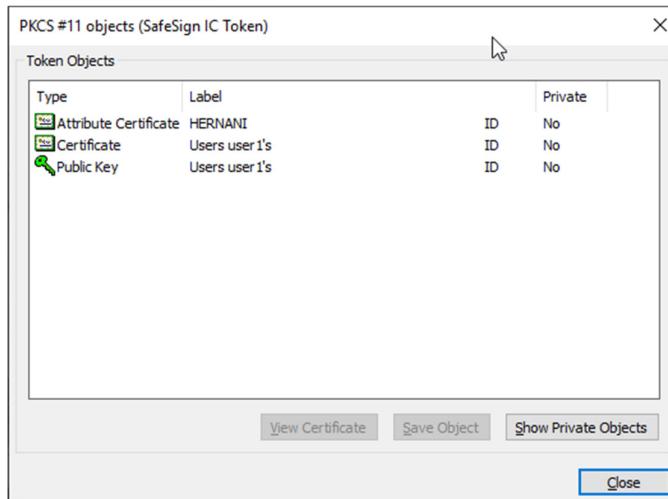 PKCS #11 objects (SafeSign IC Token)
Token Objects
Type Label Private
Attribute Certificate HERNANI ID No
Certificate Users user1's ID No
Public Key Users user1's ID No
View Certificate Save Object Show Private Objects
Close